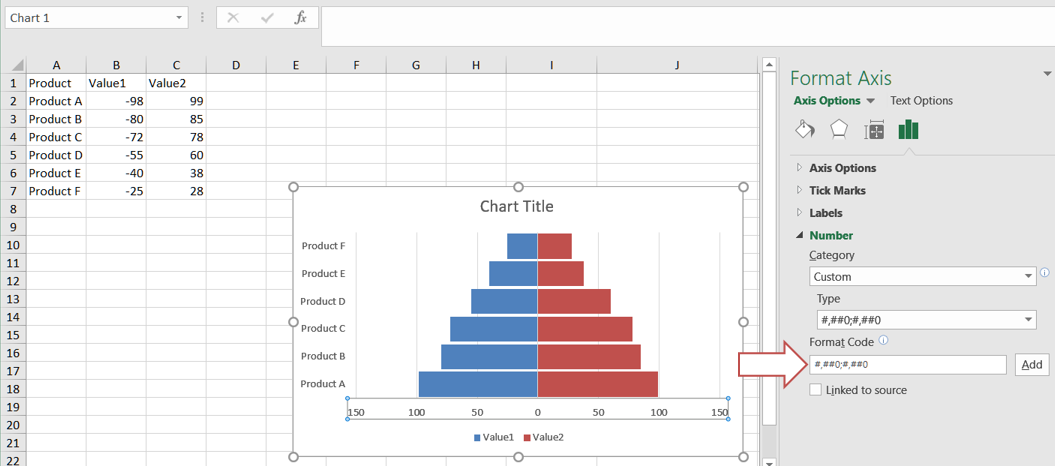 Chart 1
fx
A B C D E F G H I J
1 Product Value1 Value2
2 Product A -98 99
3 Product B -80 85
4 Product C -72 78
5 Product D -55 60
6 Product E -40 38
7 Product F -25 28
8
9
10
11
12
13
14
15
16
17
18
19
20
21
22
Chart Title
Product F
Product E
Product D
Product C
Product B
Product A
150 100 50 0 50 100 150
Value1 Value2
Format Axis
Axis Options Text Options
Axis Options
Tick Marks
Labels
Number
Category
Custom
Type
#,##0;#,##0
Format Code
#,##0;#,##0
Add
Linked to source